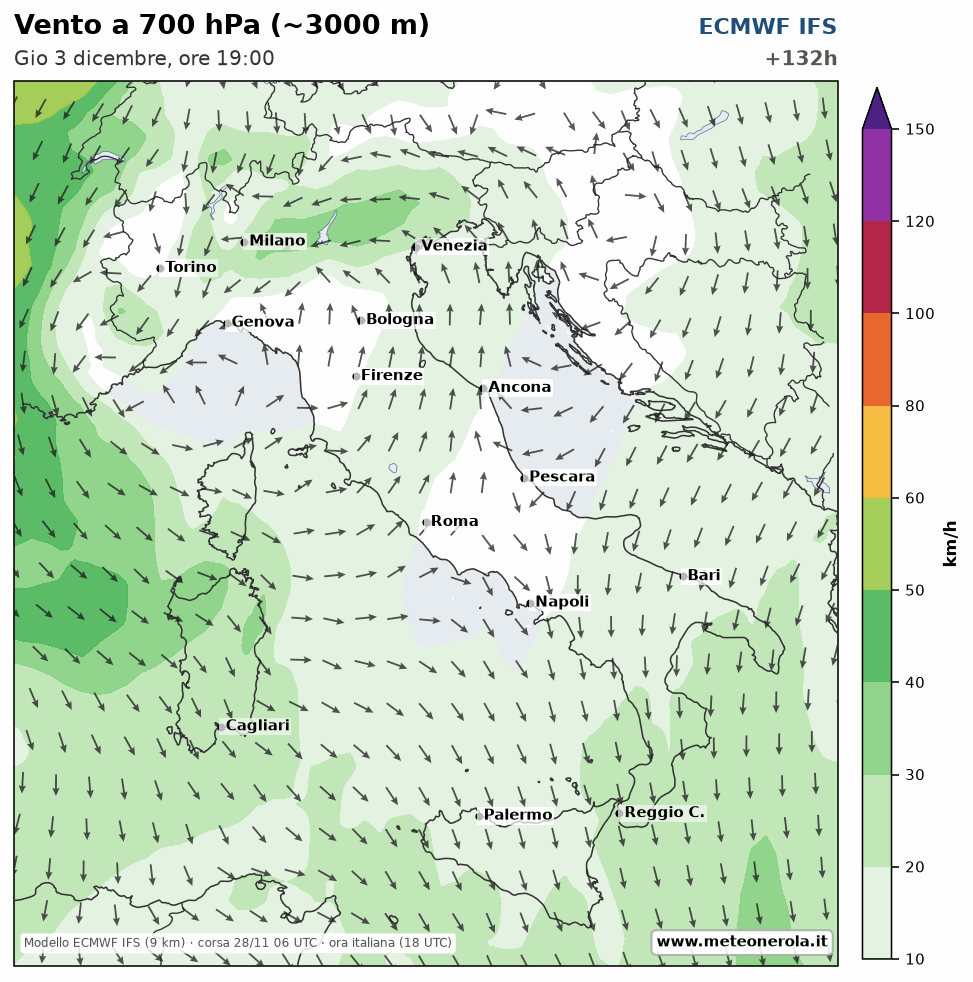 Vento a 700 hPa (~3000 m)
ECMWF IFS
Gio 3 dicembre, ore 19:00
+132h
150
120
100
80
60
50
40
30
20
10
km/h
Milano
Venezia
Torino
Genova
Bologna
Firenze
Ancona
Pescara
Roma
Bari
Napoli
Cagliari
Palermo
Reggio C.
Modello ECMWF IFS (9 km) · corsa 28/11 06 UTC · ora italiana (18 UTC)
www.meteonerola.it